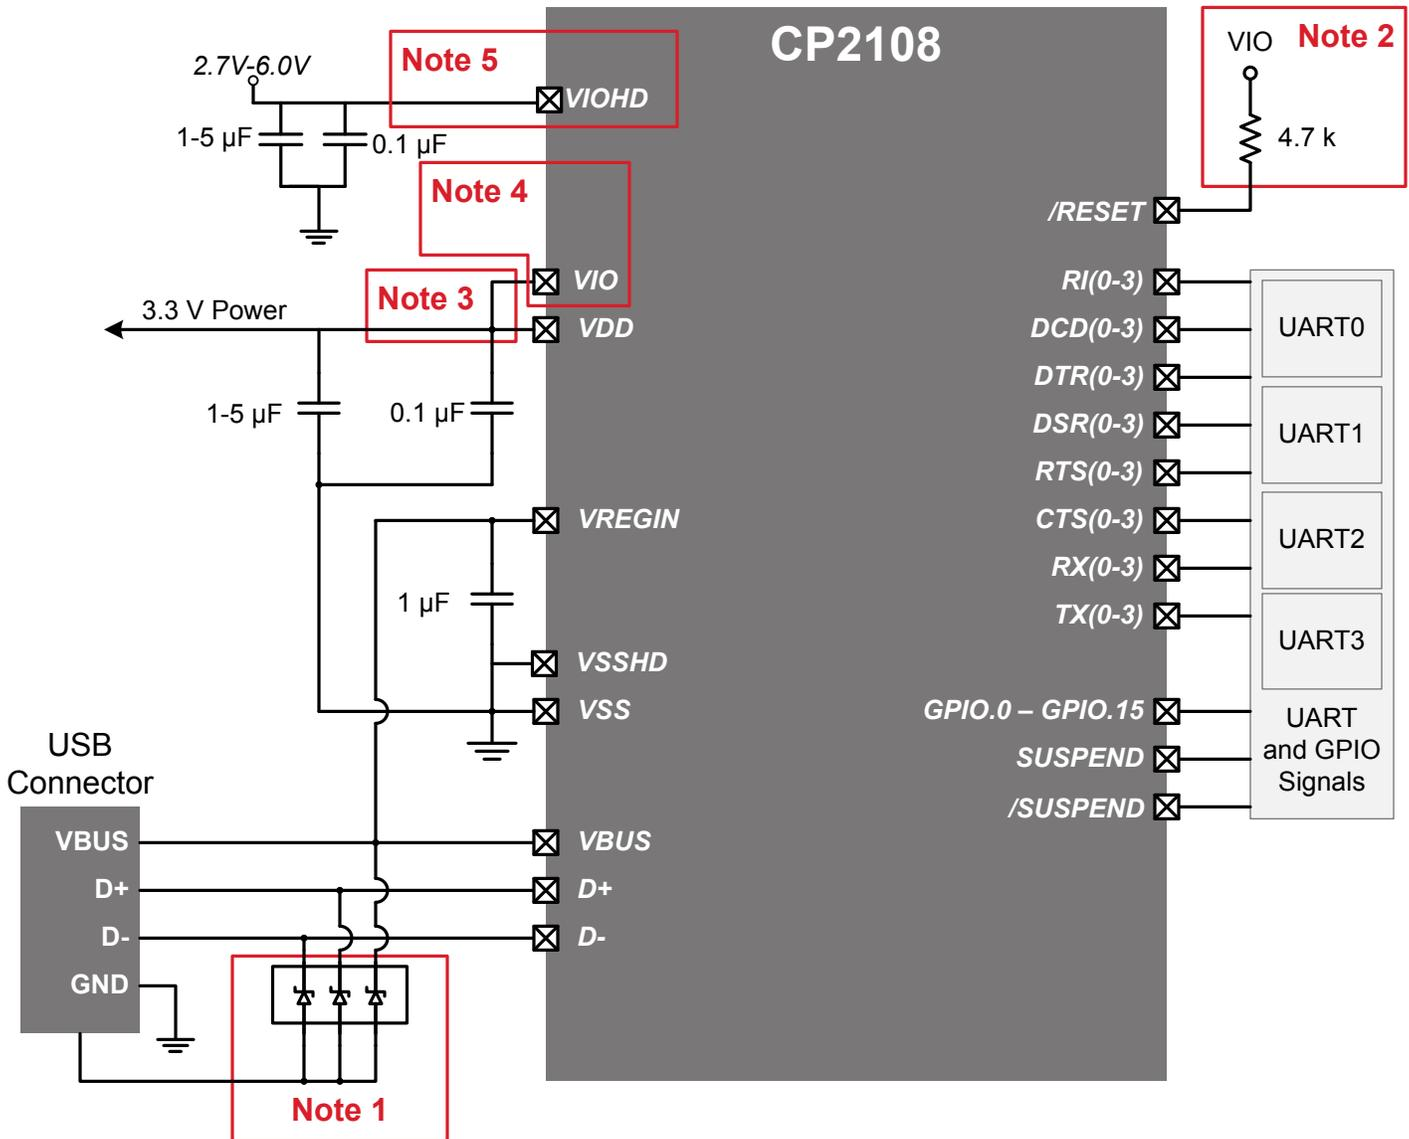 CP2108
Note 5
2.7V-6.0V
VIOHD
1-5 µF
0.1 µF
Note 4
VIO
Note 3
3.3 V Power
VDD
1-5 µF
0.1 µF
VREGIN
1 µF
VSSHD
VSS
USB
Connector
VBUS
D+
D-
GND
VBUS
D+
D-
Note 1
VIO
Note 2
4.7 k
/RESET
RI(0-3)
DCD(0-3)
DTR(0-3)
DSR(0-3)
RTS(0-3)
CTS(0-3)
RX(0-3)
TX(0-3)
GPIO.0 – GPIO.15
SUSPEND
/SUSPEND
UART0
UART1
UART2
UART3
UART
and GPIO
Signals